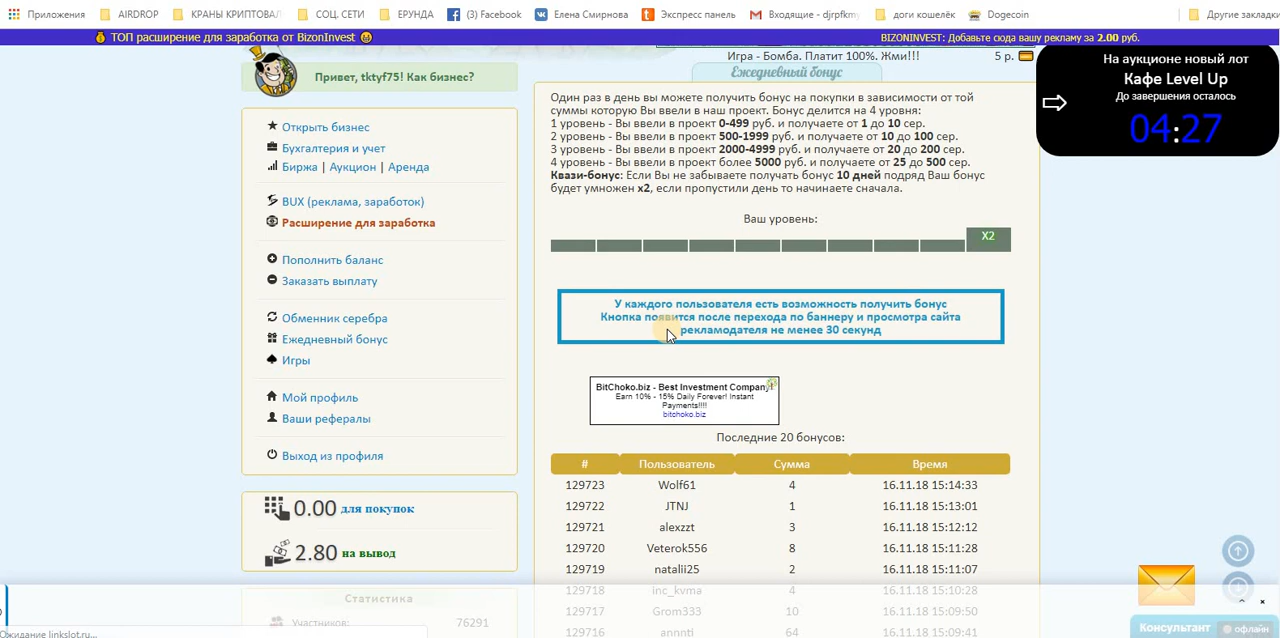 Приложения
AIRDROP
КРАНЫ КРИПТОВАЛ
СОЦ. СЕТИ
ЕРУНДА
(3) Facebook
Елена Смирнова
Экспресс панель
Входящие - djrpfkmy
доги кошелёк
Dogecoin
Другие закладки
ТОП расширение для заработка от BizonInvest
BIZONINVEST: Добавьте сюда вашу рекламу за 2.00 руб.
Игра - Бомба. Платит 100%. Жми!!!
5 р.
На аукционе новый лот
Кафе Level Up
До завершения осталось
04:27
Привет, tktyf75! Как бизнес?
Открыть бизнес
Бухгалтерия и учет
Биржа | Аукцион | Аренда
BUX (реклама, заработок)
Расширение для заработка
Пополнить баланс
Заказать выплату
Обменник серебра
Ежедневный бонус
Игры
Мой профиль
Ваши рефералы
Выход из профиля
0.00 для покупок
2.80 на вывод
Статистика
Участников: 76291
Ежедневный бонус
Один раз в день вы можете получить бонус на покупки в зависимости от той
суммы которую Вы ввели в наш проект. Бонус делится на 4 уровня:
1 уровень - Вы ввели в проект 0-499 руб. и получаете от 1 до 10 сер.
2 уровень - Вы ввели в проект 500-1999 руб. и получаете от 10 до 100 сер.
3 уровень - Вы ввели в проект 2000-4999 руб. и получаете от 20 до 200 сер.
4 уровень - Вы ввели в проект более 5000 руб. и получаете от 25 до 500 сер.
Квази-бонус: Если Вы не забываете получать бонус 10 дней подряд Ваш бонус
будет умножен x2, если пропустили день то начинаете сначала.
Ваш уровень:
X2
У каждого пользователя есть возможность получить бонус
Кнопка появится после перехода по баннеру и просмотра сайта
рекламодателя не менее 30 секунд
BitChoko.biz - Best Investment Company!
Earn 10% - 15% Daily Forever! Instant
Payments!!!!
bitchoko.biz
Последние 20 бонусов:
# Пользователь Сумма Время
129723 Wolf61 4 16.11.18 15:14:33
129722 JTNJ 1 16.11.18 15:13:01
129721 alexzzt 3 16.11.18 15:12:12
129720 Veterok556 8 16.11.18 15:11:28
129719 natalii25 2 16.11.18 15:11:07
129718 inc_kvma 4 16.11.18 15:10:28
129717 Grom333 10 16.11.18 15:09:50
129716 annnti 64 16.11.18 15:09:41
Консультант офлайн
Ожидание linkslot.ru...